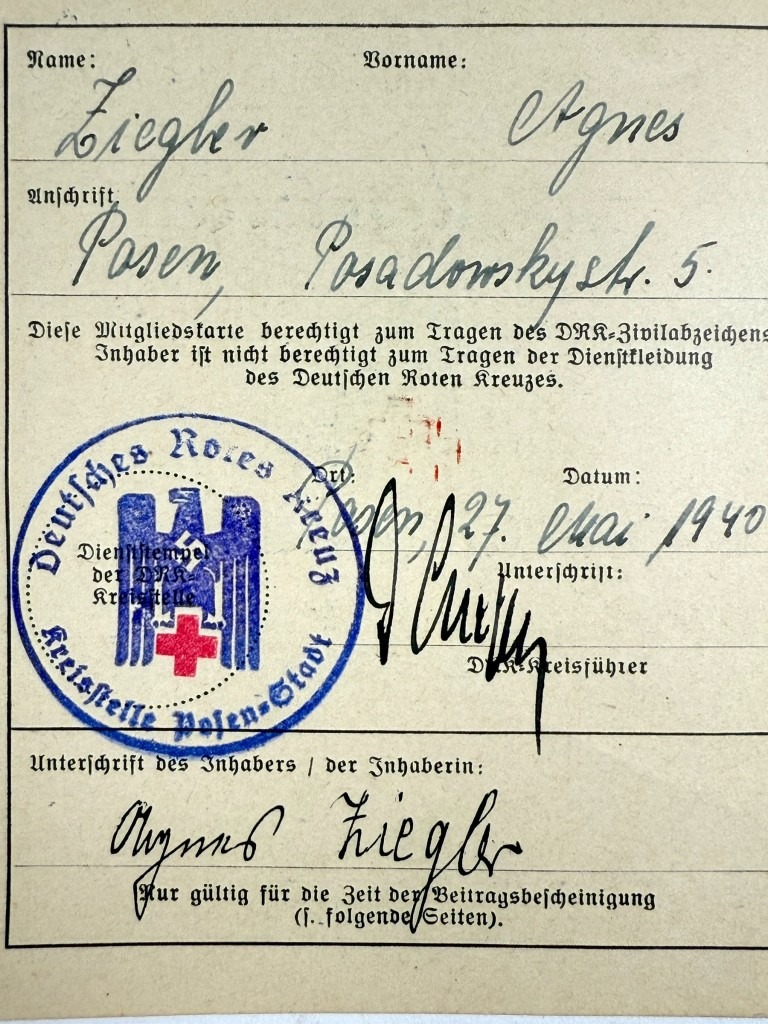 Name: Vorname:
Ziegler Agnes
Anschrift
Posen, Posadowskystr. 5.
Diese Mitgliedskarte berechtigt zum Tragen des DRK-Zivilabzeichens
Inhaber ist nicht berechtigt zum Tragen der Dienstkleidung
des Deutschen Roten Kreuzes.
Deutsches Rotes Kreuz
Kreisstelle Posen-Stadt
Dienststempel
der DRK-
Kreisstelle
Ort: Datum:
Posen, 27. Mai 1940
Unterschrift:
DRK-Kreisführer
Unterschrift des Inhabers / der Inhaberin:
Agnes Ziegler
Nur gültig für die Zeit der Beitragsbescheinigung
(s. folgende Seiten).